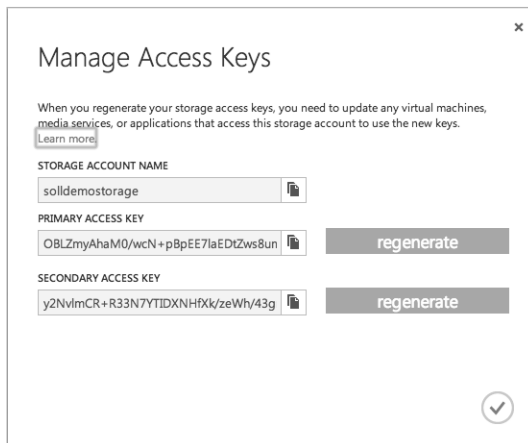 ×
Manage Access Keys
When you regenerate your storage access keys, you need to update any virtual machines,
media services, or applications that access this storage account to use the new keys.
Learn more.
STORAGE ACCOUNT NAME
solldemostorage
PRIMARY ACCESS KEY
OBLZmyAhaM0/wcN+pBpEE7laEDtZws8un regenerate
SECONDARY ACCESS KEY
y2NvlmCR+R33N7YTIDXNHfXk/zeWh/43g regenerate